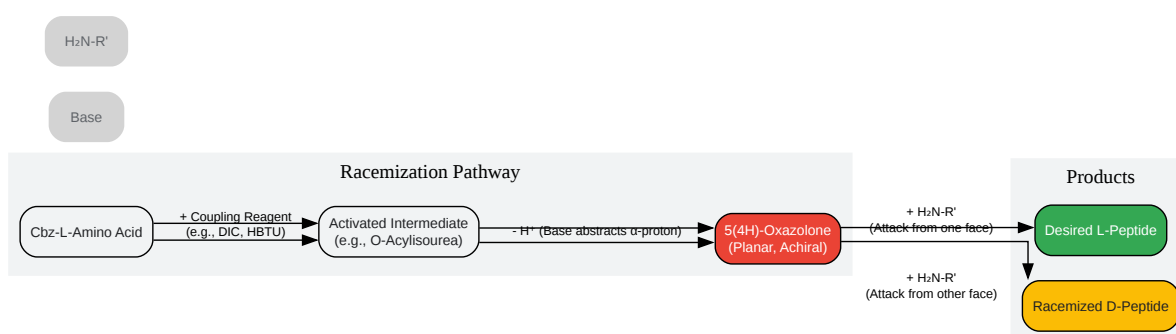 H₂N-R'
Base
Racemization Pathway
Products
Cbz-L-Amino Acid
+ Coupling Reagent
(e.g., DIC, HBTU)
Activated Intermediate
(e.g., O-Acylisourea)
- H⁺ (Base abstracts α-proton)
5(4H)-Oxazolone
(Planar, Achiral)
+ H₂N-R'
(Attack from one face)
Desired L-Peptide
+ H₂N-R'
(Attack from other face)
Racemized D-Peptide